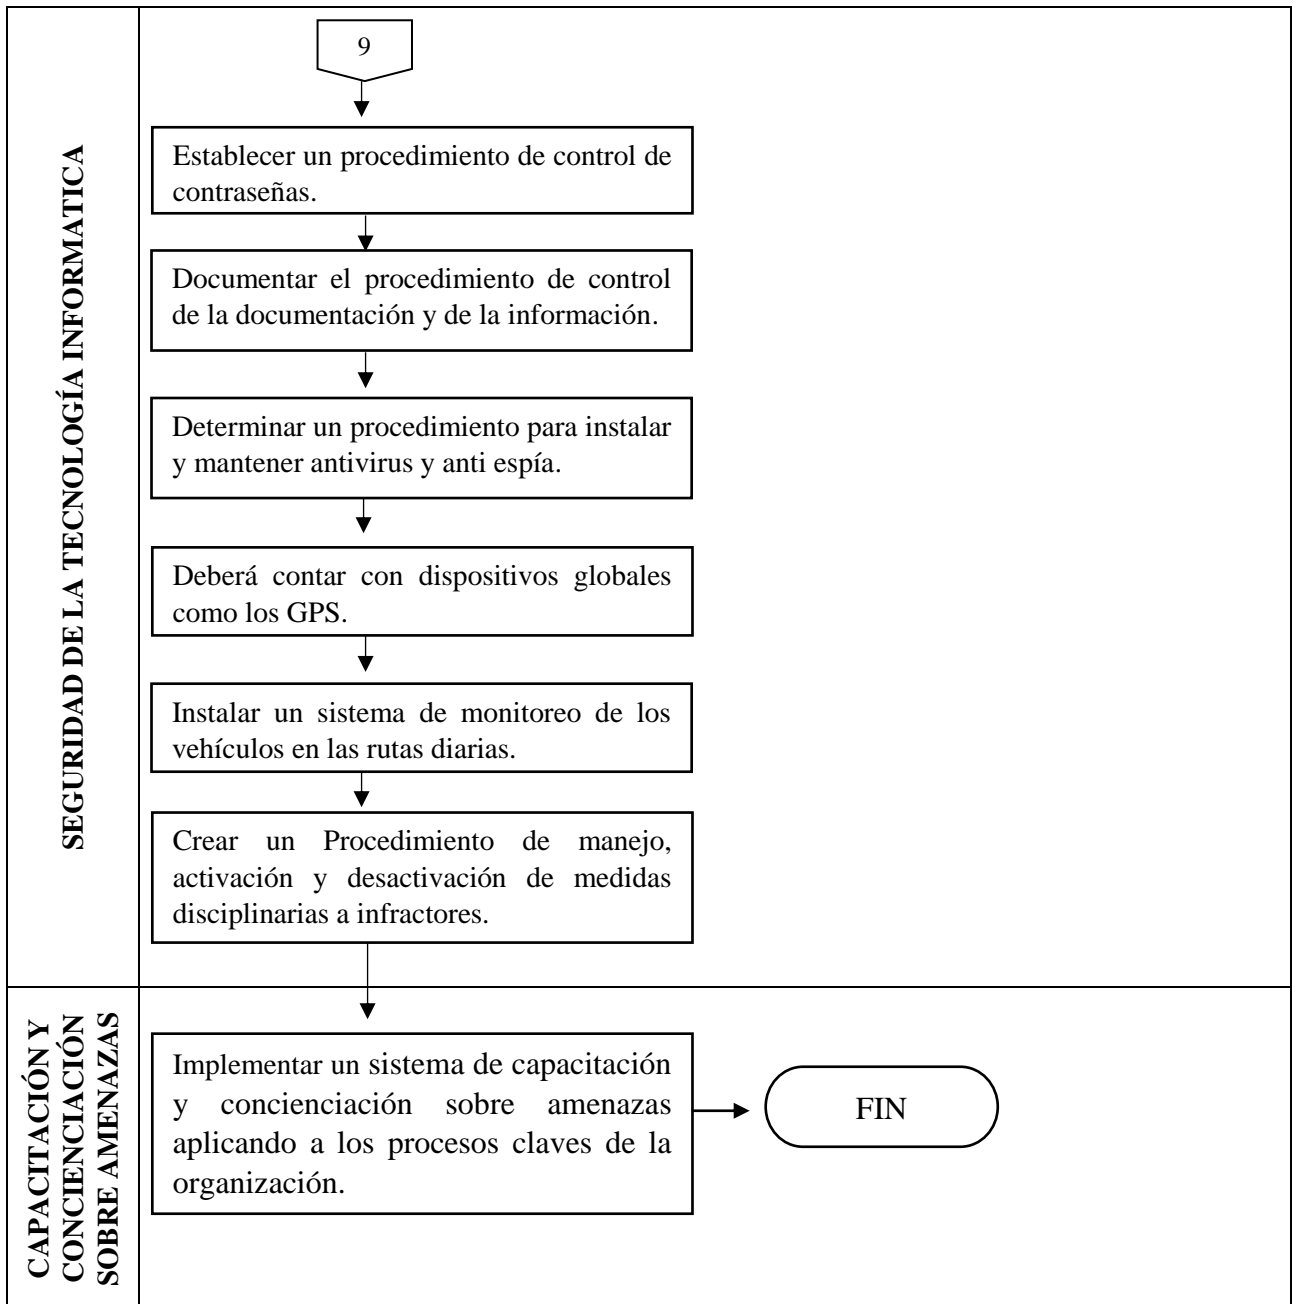 SEGURIDAD DE LA TECNOLOGÍA INFORMATICA
9
Establecer un procedimiento de control de
contraseñas.
Documentar el procedimiento de control
de la documentación y de la información.
Determinar un procedimiento para instalar
y mantener antivirus y anti espía.
Deberá contar con dispositivos globales
como los GPS.
Instalar un sistema de monitoreo de los
vehículos en las rutas diarias.
Crear un Procedimiento de manejo,
activación y desactivación de medidas
disciplinarias a infractores.
CAPACITACIÓN Y
CONCIENCIACIÓN
SOBRE AMENAZAS
Implementar un sistema de capacitación
y concienciación sobre amenazas
aplicando a los procesos claves de la
organización.
FIN